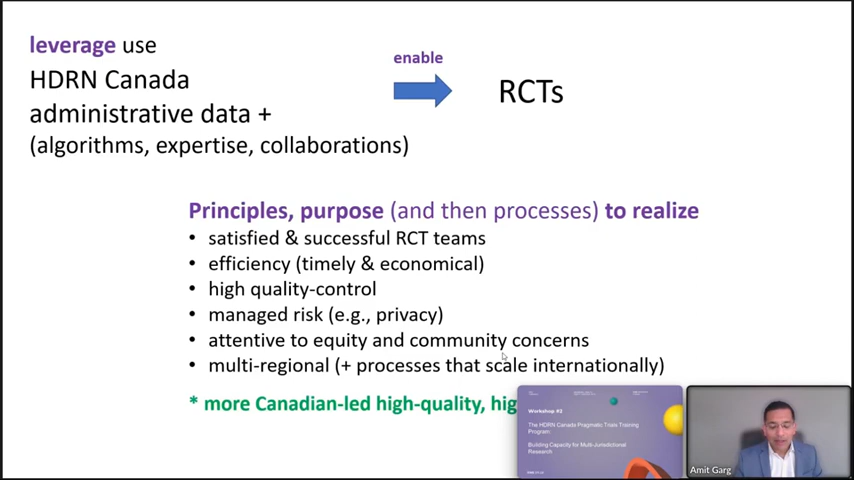 leverage use
HDRN Canada
administrative data +
(algorithms, expertise, collaborations)
enable
RCTs
Principles, purpose (and then processes) to realize
• satisfied & successful RCT teams
• efficiency (timely & economical)
• high quality-control
• managed risk (e.g., privacy)
• attentive to equity and community concerns
• multi-regional (+ processes that scale internationally)
* more Canadian-led high-quality, hig
Workshop #2
The HDRN Canada Pragmatic Trials Training
Program
Building Capacity for Multi-Jurisdictional
Research
Amit Garg